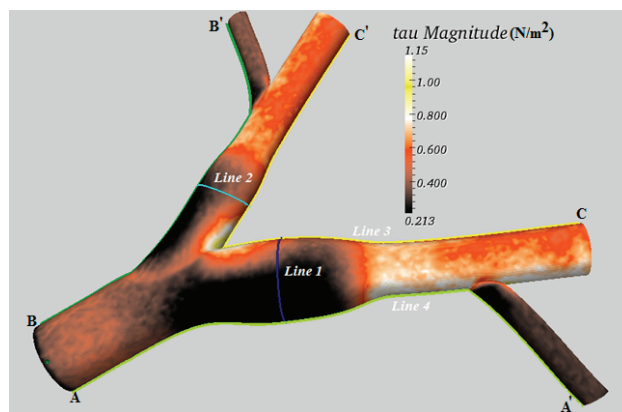 B'
C'
tau Magnitude (N/m²)
1.15
1.00
0.800
0.600
0.400
0.213
Line 2
Line 3
C
Line 1
Line 4
B
A
A'